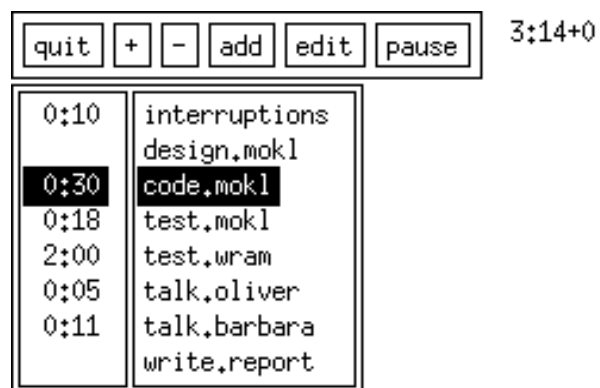 quit + - add edit pause 3:14+0
0:10 interruptions
design.mokl
0:30 code.mokl
0:18 test.mokl
2:00 test.wram
0:05 talk.oliver
0:11 talk.barbara
write.report